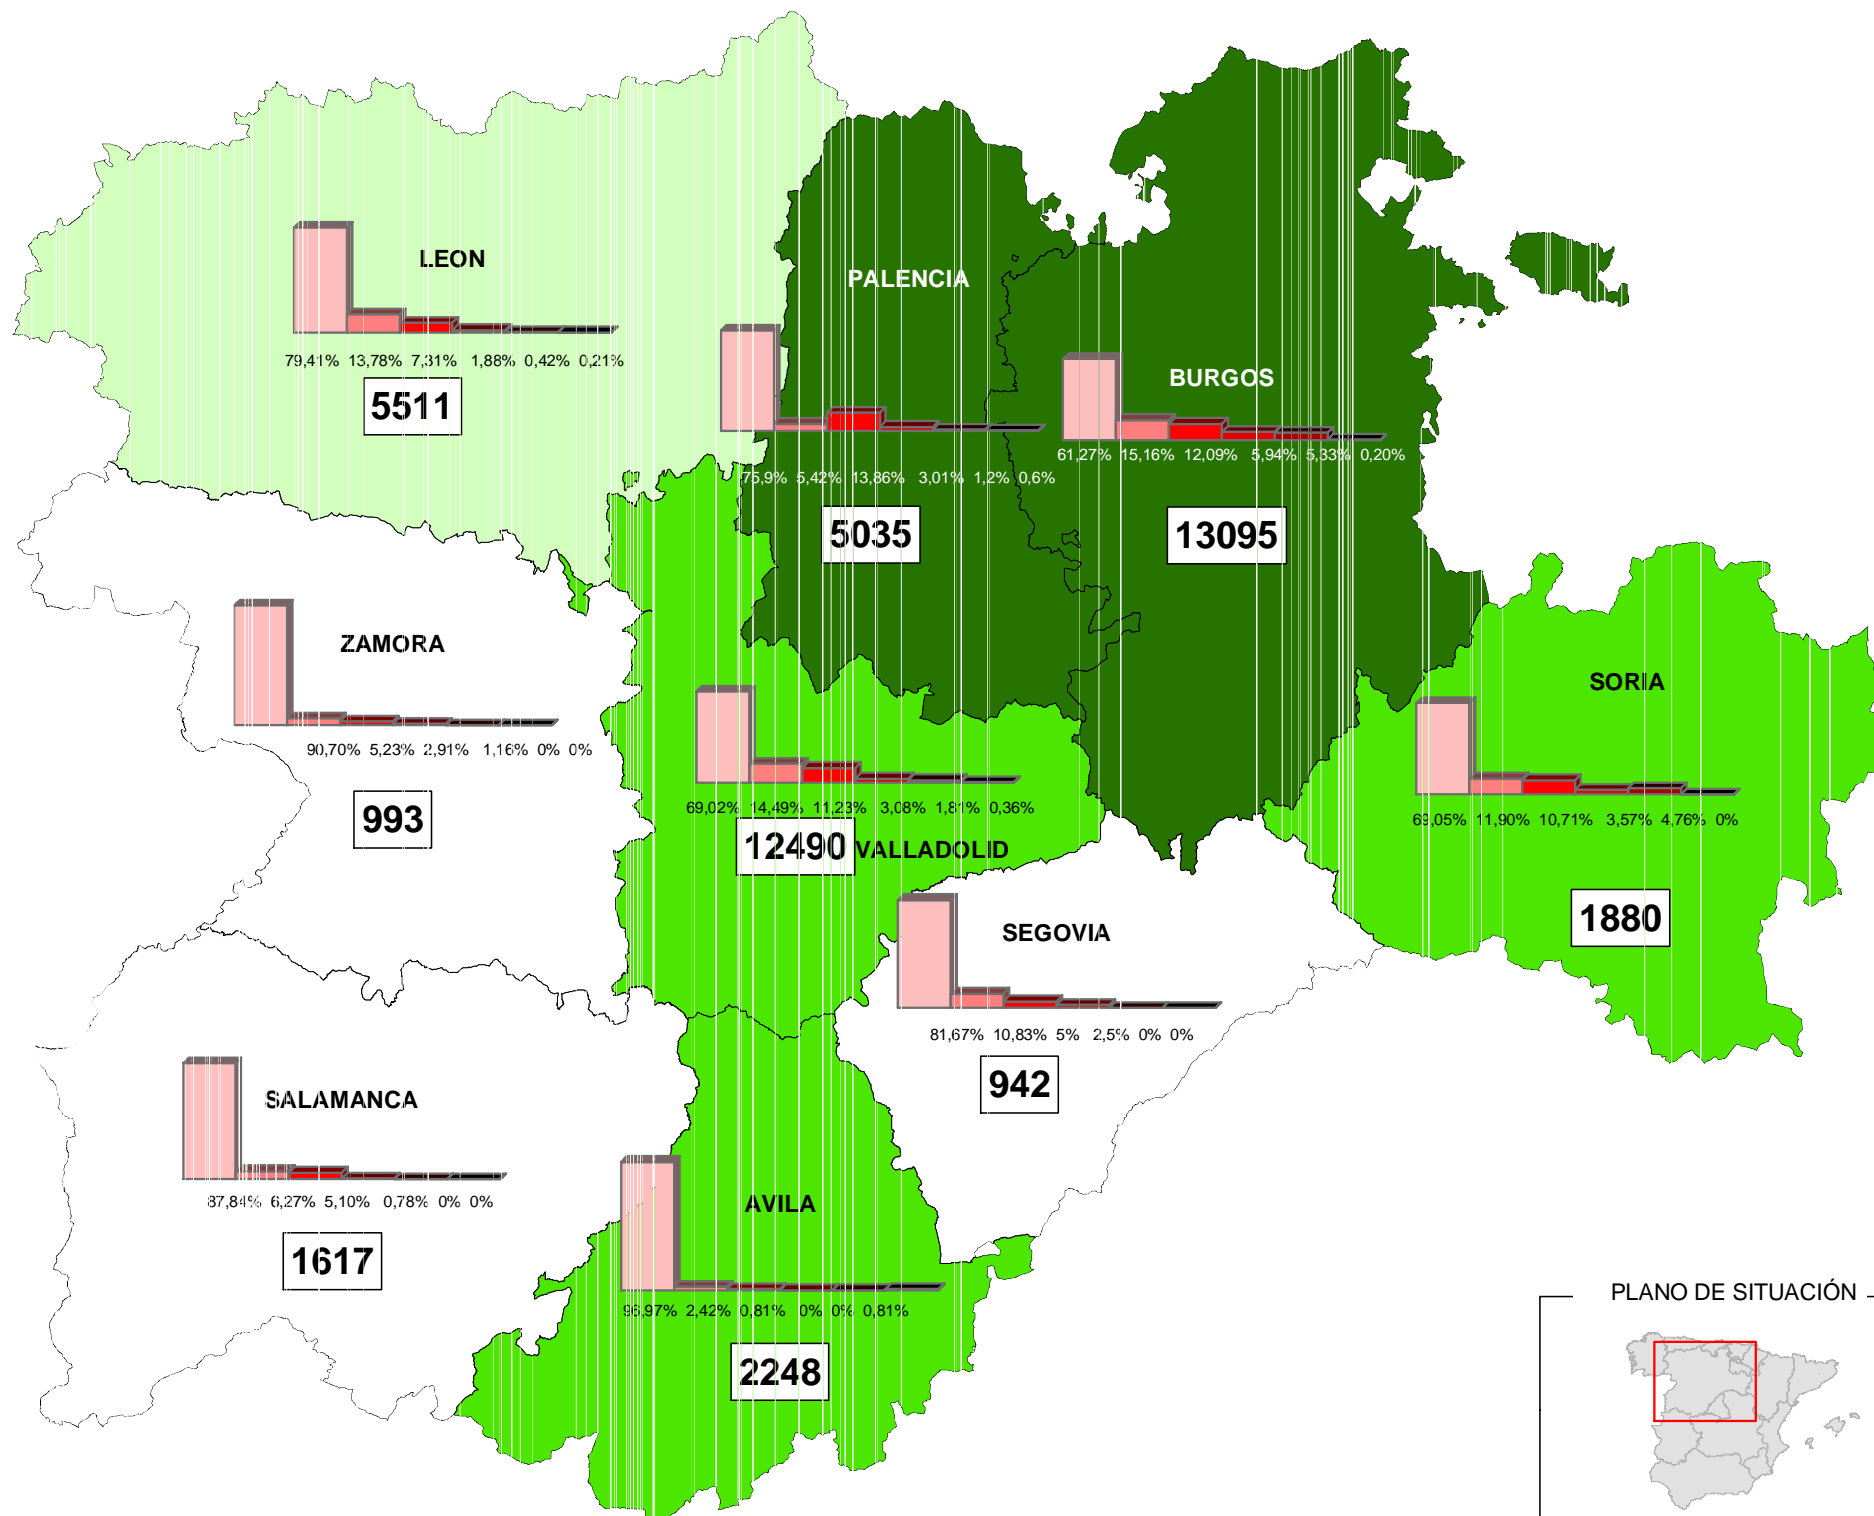 LEON
79,41% 13,78% 7,31% 1,88% 0,42% 0,21%
5511
PALENCIA
75,9% 5,42% 13,86% 3,01% 1,2% 0,6%
5035
BURGOS
61,27% 15,16% 12,09% 5,94% 5,33% 0,20%
13095
ZAMORA
90,70% 5,23% 2,91% 1,16% 0% 0%
993
69,02% 14,49% 11,23% 3,08% 1,81% 0,36%
12490 VALLADOLID
SORIA
69,05% 11,90% 10,71% 3,57% 4,76% 0%
1880
SEGOVIA
81,67% 10,83% 5% 2,5% 0% 0%
942
SALAMANCA
87,84% 6,27% 5,10% 0,78% 0% 0%
1617
AVILA
96,97% 2,42% 0,81% 0% 0% 0,81%
2248
PLANO DE SITUACIÓN